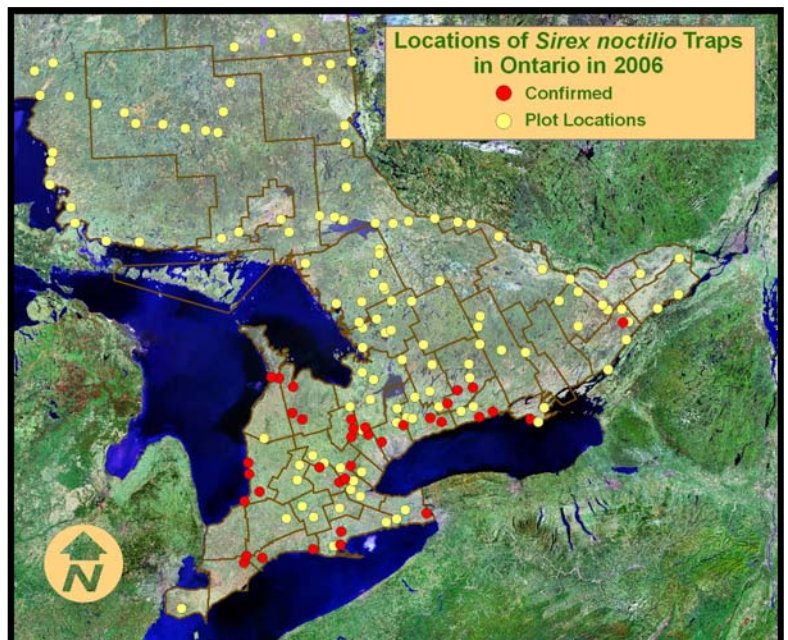 Locations of Sirex noctilio Traps
in Ontario in 2006
Confirmed
Plot Locations
N